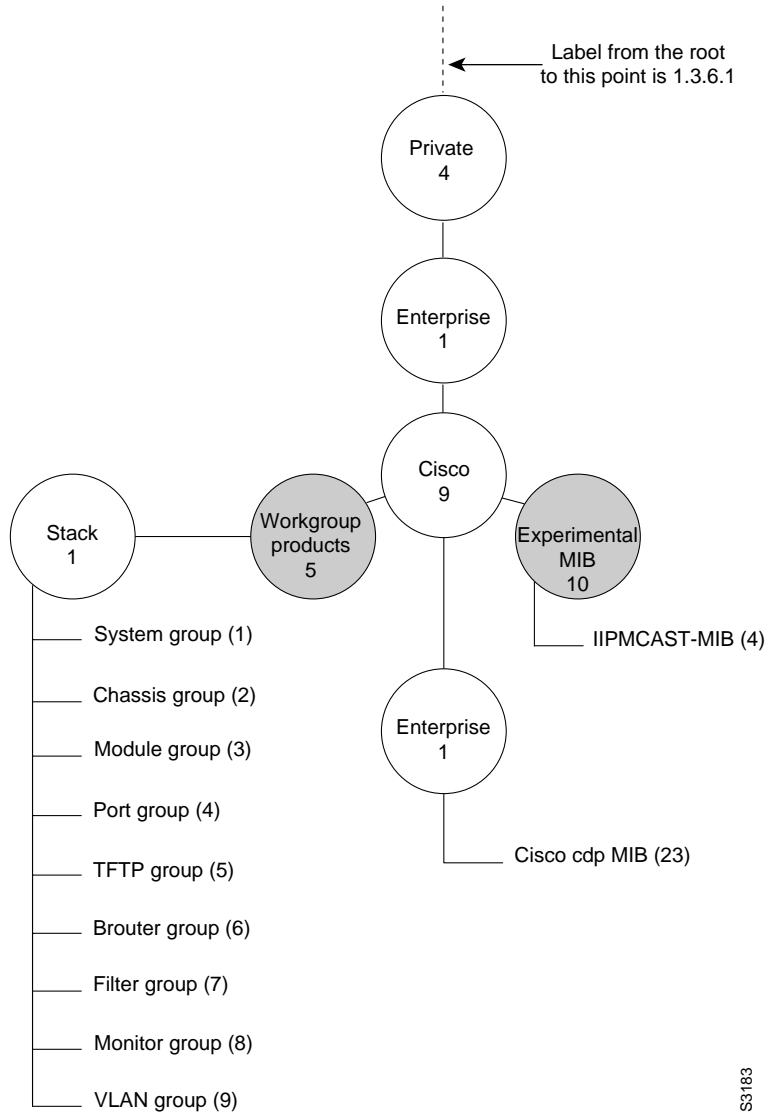 Label from the root
to this point is 1.3.6.1
Private
4
Enterprise
1
Cisco
9
Stack
1
Workgroup
products
5
Experimental
MIB
10
System group (1)
Chassis group (2)
Module group (3)
Port group (4)
TFTP group (5)
Brouter group (6)
Filter group (7)
Monitor group (8)
VLAN group (9)
IIPMCAST-MIB (4)
Enterprise
1
Cisco cdp MIB (23)
S3183